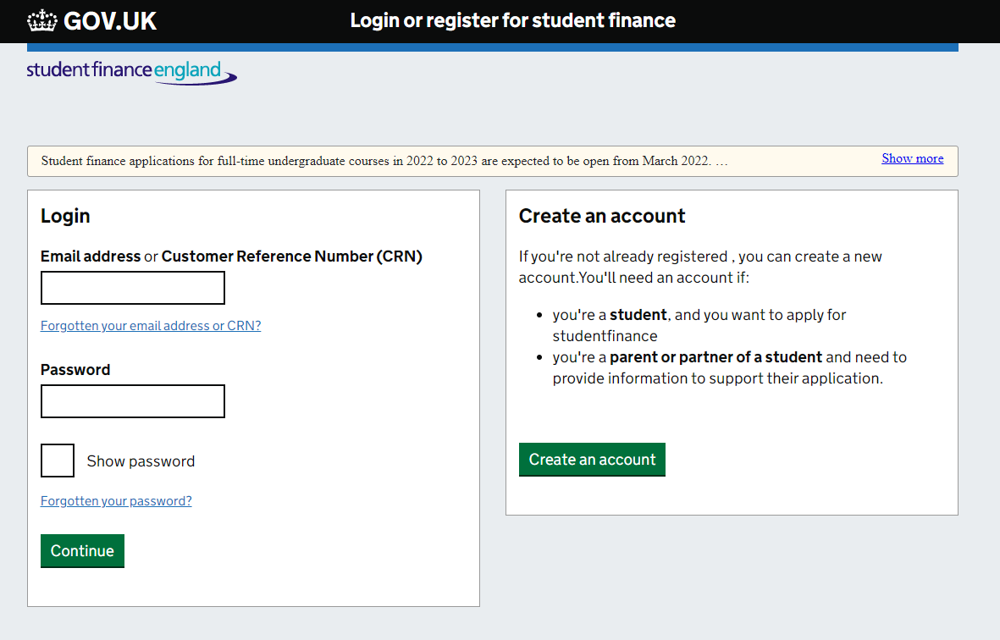 GOV.UK
Login or register for student finance
studentfinanceengland
Student finance applications for full-time undergraduate courses in 2022 to 2023 are expected to be open from March 2022. …
Show more
Login
Email address or Customer Reference Number (CRN)
Forgotten your email address or CRN?
Password
Show password
Forgotten your password?
Continue
Create an account
If you're not already registered , you can create a new
account.You'll need an account if:
• you're a student, and you want to apply for
studentfinance
• you're a parent or partner of a student and need to
provide information to support their application.
Create an account